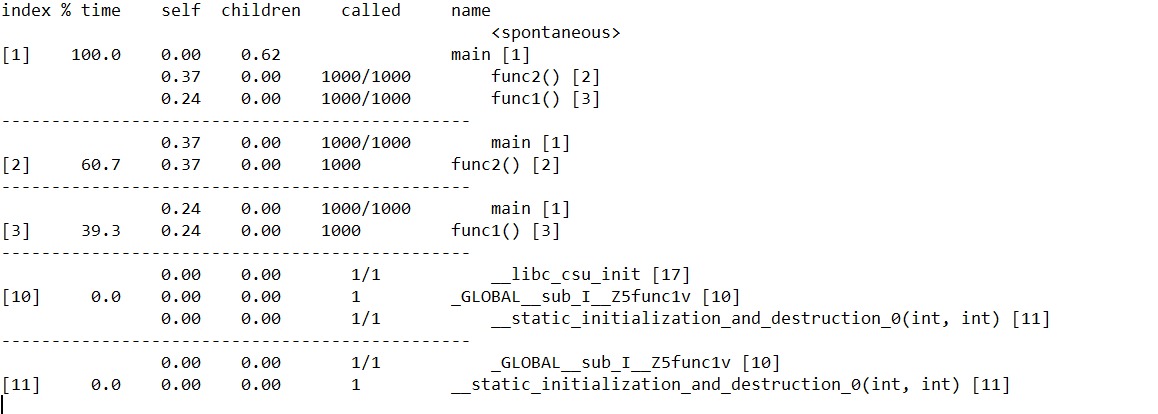 index % time    self  children    called     name
                                                 <spontaneous>
[1]    100.0    0.00    0.62                 main [1]
                0.37    0.00    1000/1000        func2() [2]
                0.24    0.00    1000/1000        func1() [3]
-----------------------------------------------
                0.37    0.00    1000/1000        main [1]
[2]     60.7    0.37    0.00    1000         func2() [2]
-----------------------------------------------
                0.24    0.00    1000/1000        main [1]
[3]     39.3    0.24    0.00    1000         func1() [3]
-----------------------------------------------
                0.00    0.00       1/1           __libc_csu_init [17]
[10]     0.0    0.00    0.00       1         _GLOBAL__sub_I__Z5func1v [10]
                0.00    0.00       1/1           __static_initialization_and_destruction_0(int, int) [11]
-----------------------------------------------
                0.00    0.00       1/1           _GLOBAL__sub_I__Z5func1v [10]
[11]     0.0    0.00    0.00       1         __static_initialization_and_destruction_0(int, int) [11]